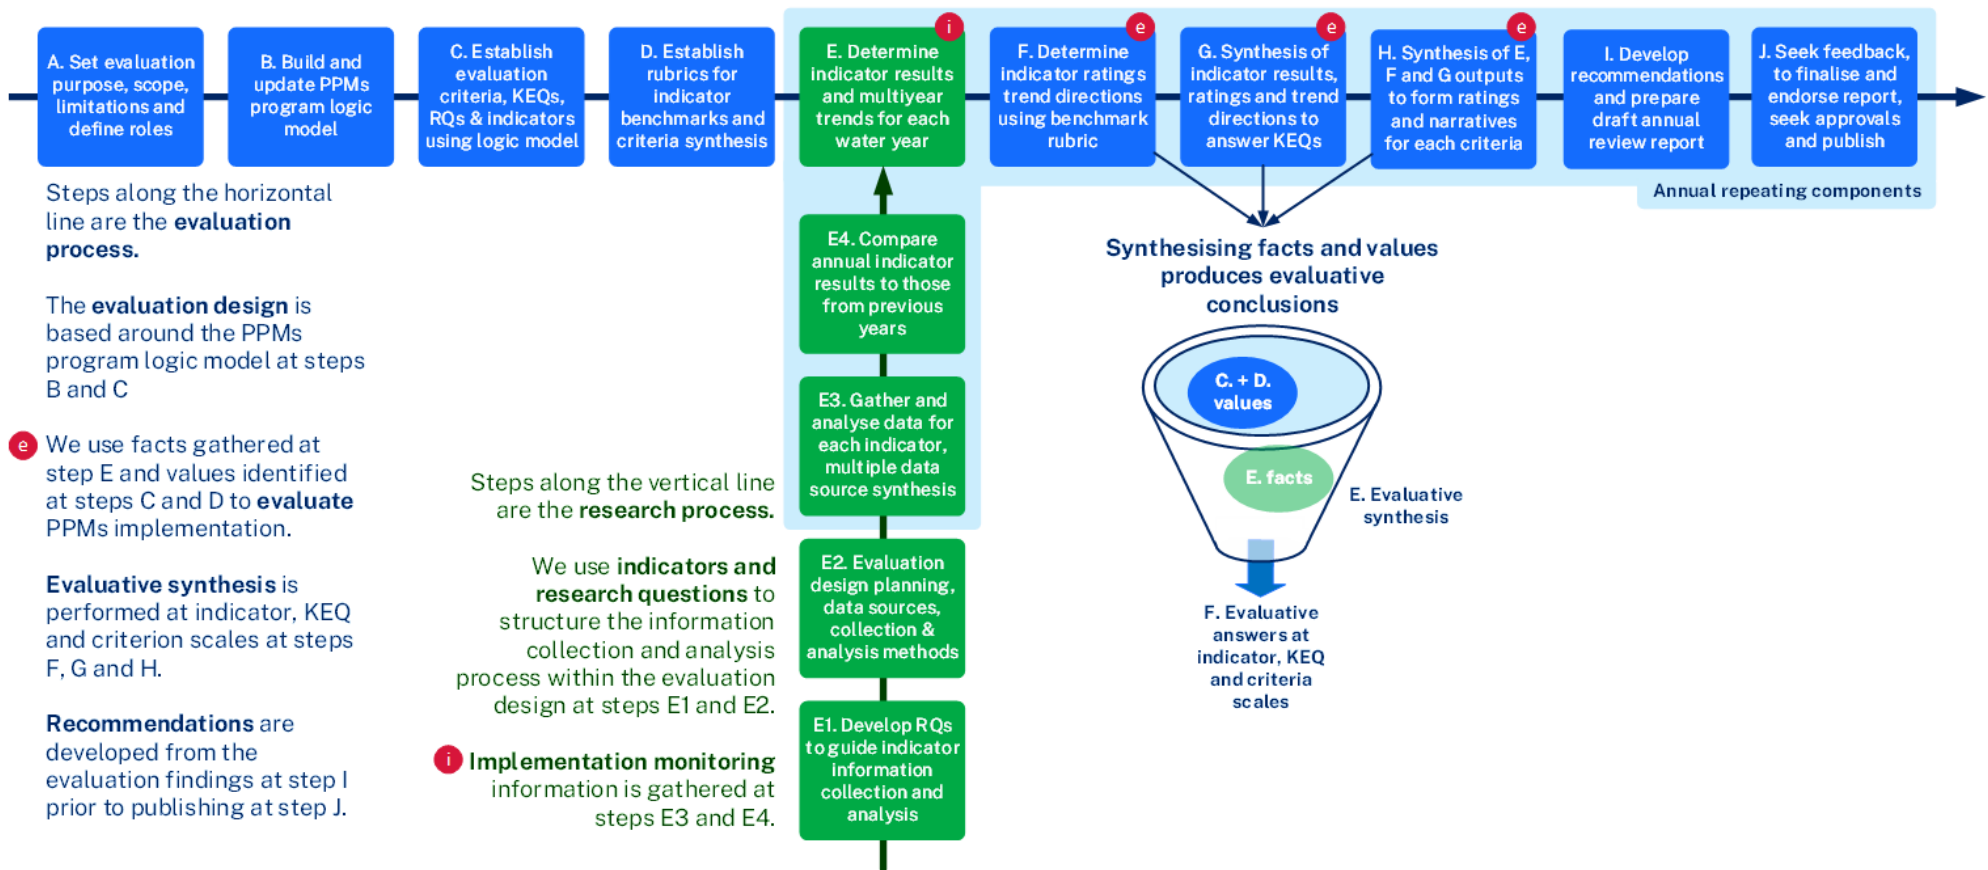 A. Set evaluation
purpose, scope,
limitations and
define roles
B. Build and
update PPMs
program logic
model
C. Establish
evaluation
criteria, KEQs,
RQs & indicators
using logic model
D. Establish
rubrics for
indicator
benchmarks and
criteria synthesis
i
E. Determine
indicator results
and multiyear
trends for each
water year
e
F. Determine
indicator ratings
trend directions
using benchmark
rubric
e
G. Synthesis of
indicator results,
ratings and trend
directions to
answer KEQs
e
H. Synthesis of E,
F and G outputs
to form ratings
and narratives
for each criteria
I. Develop
recommendations
and prepare
draft annual
review report
J. Seek feedback,
to finalise and
endorse report,
seek approvals
and publish
Annual repeating components
Steps along the horizontal
line are the evaluation
process.
The evaluation design is
based around the PPMs
program logic model at steps
B and C
e
We use facts gathered at
step E and values identified
at steps C and D to evaluate
PPMs implementation.
Evaluative synthesis is
performed at indicator, KEQ
and criterion scales at steps
F, G and H.
Recommendations are
developed from the
evaluation findings at step I
prior to publishing at step J.
Steps along the vertical line
are the research process.
We use indicators and
research questions to
structure the information
collection and analysis
process within the evaluation
design at steps E1 and E2.
i
Implementation monitoring
information is gathered at
steps E3 and E4.
E4. Compare
annual indicator
results to those
from previous
years
E3. Gather and
analyse data for
each indicator,
multiple data
source synthesis
E2. Evaluation
design planning,
data sources,
collection &
analysis methods
E1. Develop RQs
to guide indicator
information
collection and
analysis
Synthesising facts and values
produces evaluative
conclusions
C. + D.
values
E. facts
E. Evaluative
synthesis
F. Evaluative
answers at
indicator, KEQ
and criteria
scales